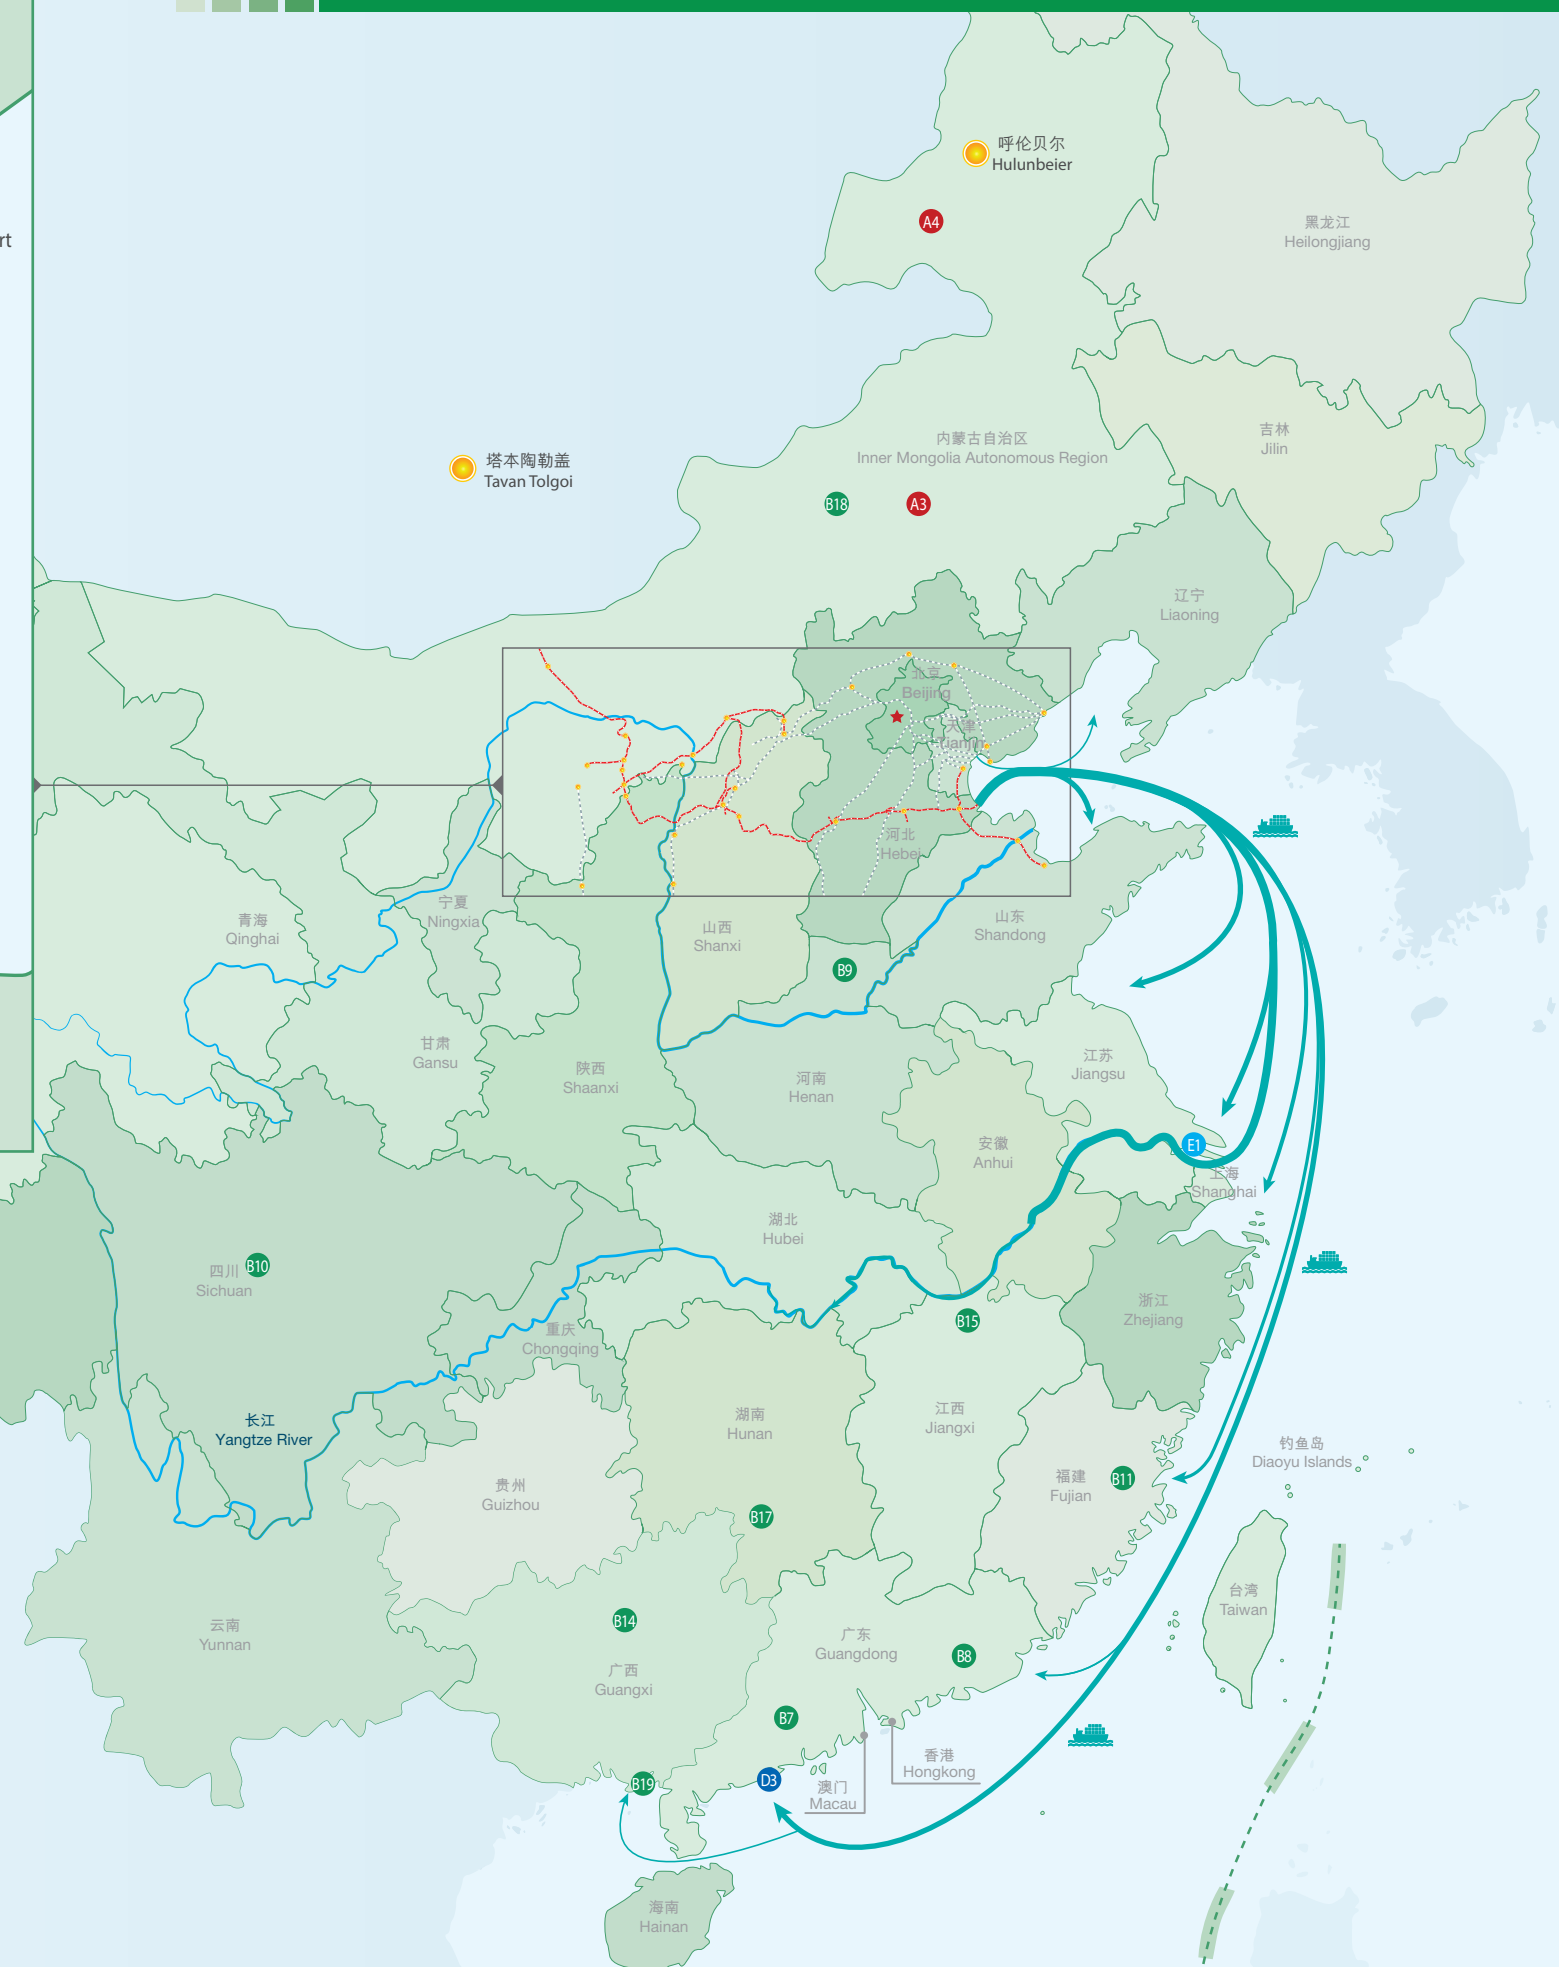 呼伦贝尔
Hulunbeier
rt
A4
黑龙江
Heilongjiang
内蒙古自治区
Inner Mongolia Autonomous Region
吉林
Jilin
塔本陶勒盖
Tavan Tolgoi
B18
A3
辽宁
Liaoning
北京
Beijing
天津
Tianjin
河北
Hebei
宁夏
Ningxia
青海
Qinghai
山西
Shanxi
山东
Shandong
B9
甘肃
Gansu
陕西
Shaanxi
河南
Henan
江苏
Jiangsu
安徽
Anhui
E1
上海
Shanghai
湖北
Hubei
四川
Sichuan
B10
重庆
Chongqing
B15
浙江
Zhejiang
长江
Yangtze River
湖南
Hunan
江西
Jiangxi
钓鱼岛
Diaoyu Islands
贵州
Guizhou
福建
Fujian
B11
B17
台湾
Taiwan
云南
Yunnan
B14
广东
Guangdong
B8
广西
Guangxi
B7
香港
Hongkong
B19
D3
澳门
Macau
海南
Hainan